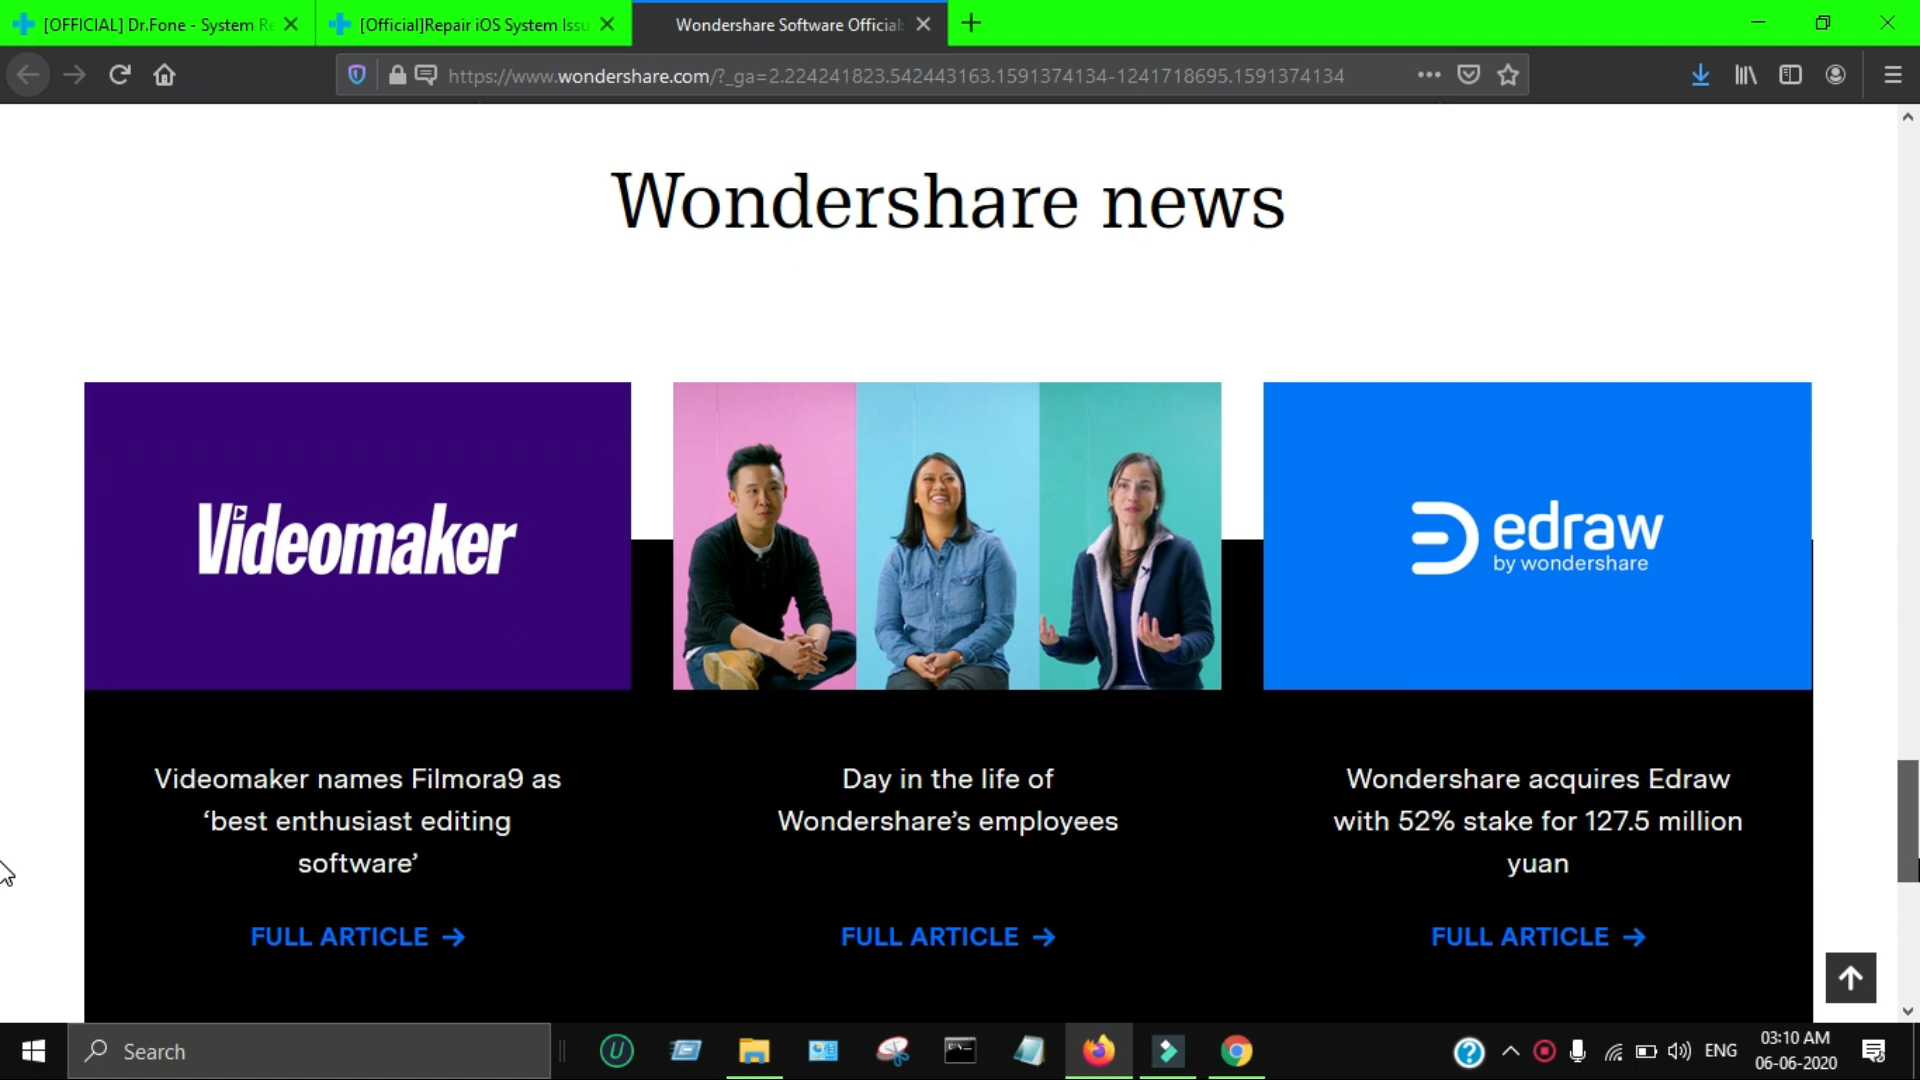 [OFFICIAL] Dr.Fone - System Re
[Official]Repair iOS System Issu
Wondershare Software Official
https://www.wondershare.com/?_ga=2.224241823.542443163.1591374134-1241718695.1591374134
Wondershare news
Videomaker
edraw
by wondershare
Videomaker names Filmora9 as
‘best enthusiast editing
software’
FULL ARTICLE →
Day in the life of
Wondershare’s employees
FULL ARTICLE →
Wondershare acquires Edraw
with 52% stake for 127.5 million
yuan
FULL ARTICLE →
Search
ENG
03:10 AM
06-06-2020